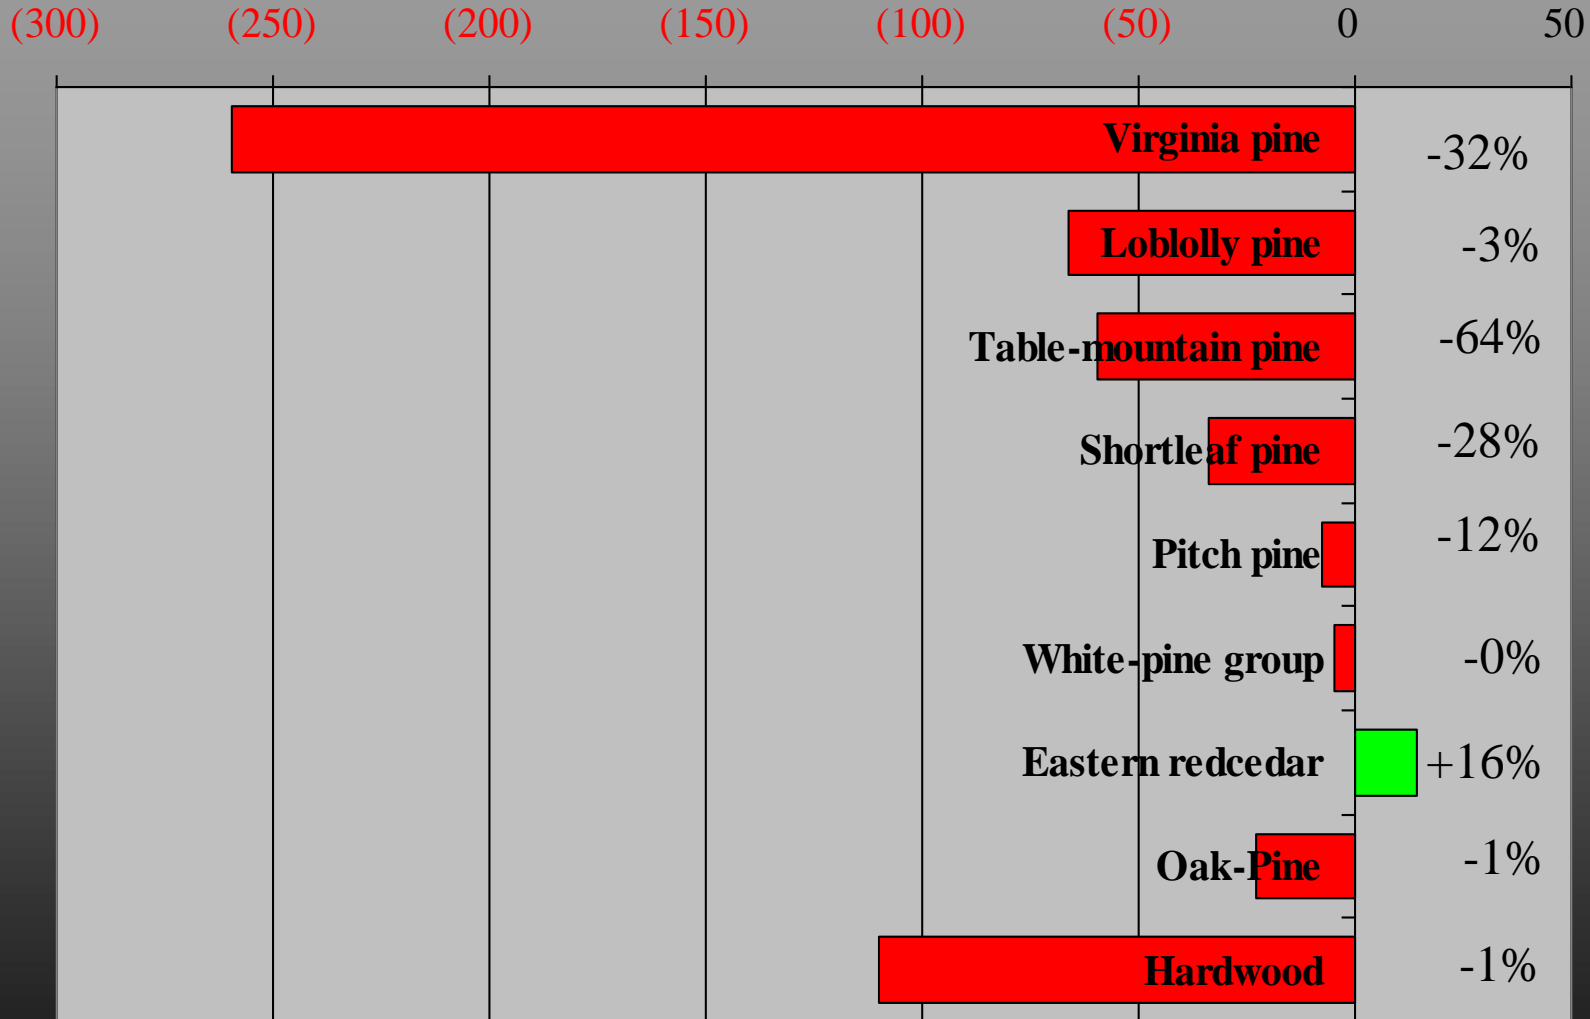 (300) (250) (200) (150) (100) (50) 0 50
Virginia pine -32%
Loblolly pine -3%
Table-mountain pine -64%
Shortleaf pine -28%
Pitch pine -12%
White-pine group -0%
Eastern redcedar +16%
Oak-Pine -1%
Hardwood -1%